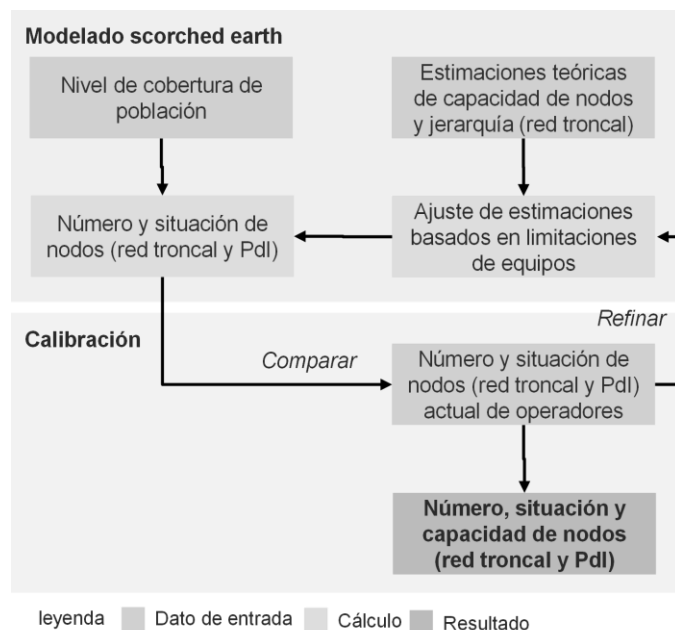 Modelado scorched earth
Nivel de cobertura de
población
Estimaciones teóricas
de capacidad de nodos
y jerarquía (red troncal)
Número y situación de
nodos (red troncal y PdI)
Ajuste de estimaciones
basados en limitaciones
de equipos
Refinar
Calibración
Comparar
Número y situación de
nodos (red troncal y PdI)
actual de operadores
Número, situación y
capacidad de nodos
(red troncal y PdI)
leyenda Dato de entrada Cálculo Resultado